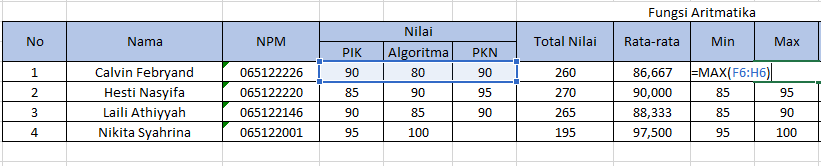 Fungsi Aritmatika
No Nama NPM Nilai Total Nilai Rata-rata Min Max
PIK Algoritma PKN
1 Calvin Febryand 065122226 90 80 90 260 86,667 =MAX(F6:H6)
2 Hesti Nasyifa 065122220 85 90 95 270 90,000 85 95
3 Laili Athiyyah 065122146 90 85 90 265 88,333 85 90
4 Nikita Syahrina 065122001 95 100 195 97,500 95 100